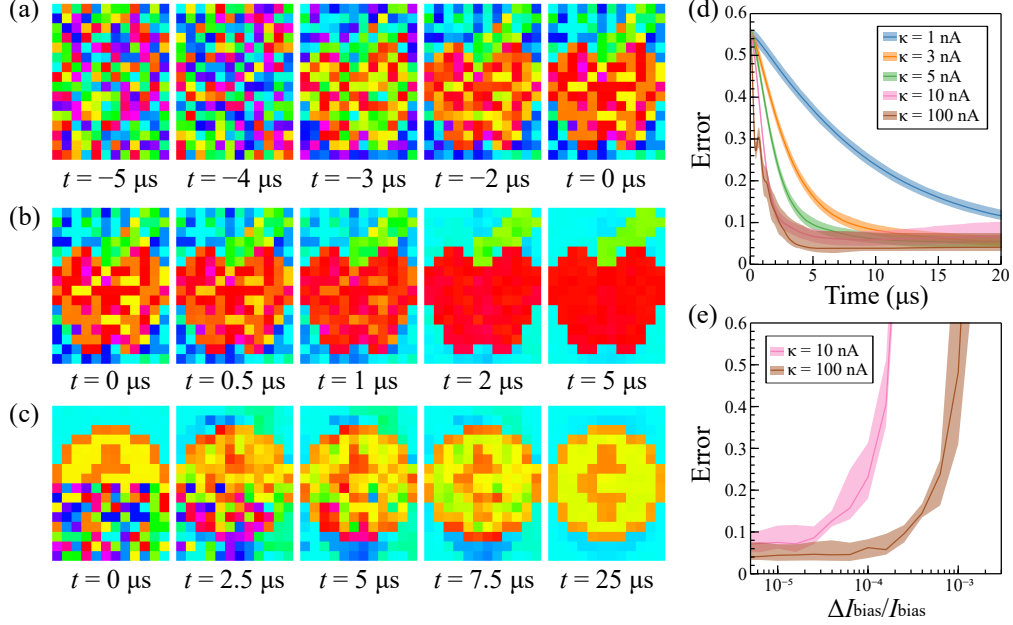 (a)
t = −5 μs
t = −4 μs
t = −3 μs
t = −2 μs
t = 0 μs
(b)
t = 0 μs
t = 0.5 μs
t = 1 μs
t = 2 μs
t = 5 μs
(c)
t = 0 μs
t = 2.5 μs
t = 5 μs
t = 7.5 μs
t = 25 μs
(d)
Error
0.6
0.5
0.4
0.3
0.2
0.1
0
κ = 1 nA
κ = 3 nA
κ = 5 nA
κ = 10 nA
κ = 100 nA
0 5 10 15 20
Time (μs)
(e)
Error
0.6
0.4
0.3
0.2
0.1
0
κ = 10 nA
κ = 100 nA
10⁻⁵ 10⁻⁴ 10⁻³
ΔIbias/Ibias